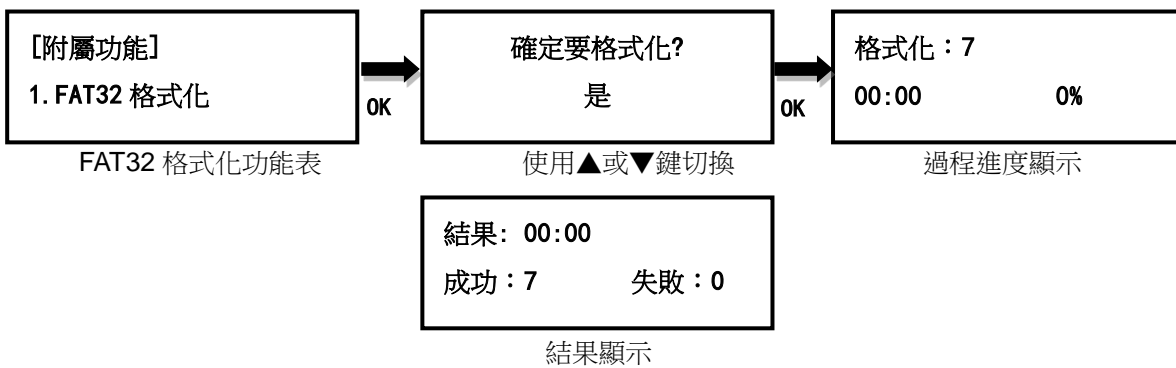 [附屬功能]
1. FAT32 格式化
OK
FAT32 格式化功能表
確定要格式化?
是
OK
使用▲或▼鍵切換
格式化：7
00:00 0%
過程進度顯示
結果: 00:00
成功：7 失敗：0
結果顯示